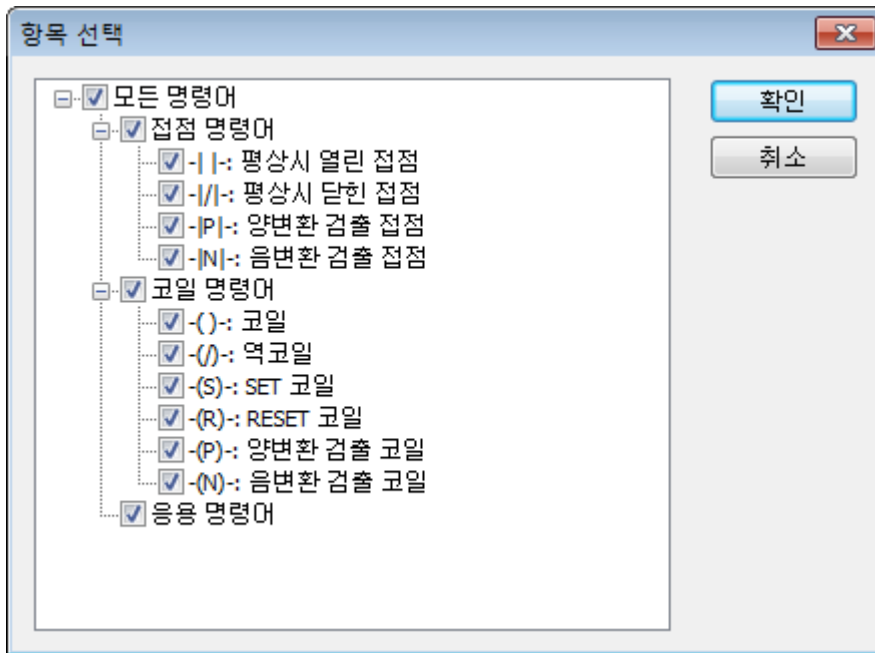 항목 선택
모든 명령어
접점 명령어
-| |-: 평상시 열린 접점
-|/|-: 평상시 닫힌 접점
-|P|-: 양변환 검출 접점
-|N|-: 음변환 검출 접점
코일 명령어
-( )-: 코일
-(/)-: 역코일
-(S)-: SET 코일
-(R)-: RESET 코일
-(P)-: 양변환 검출 코일
-(N)-: 음변환 검출 코일
응용 명령어
확인
취소